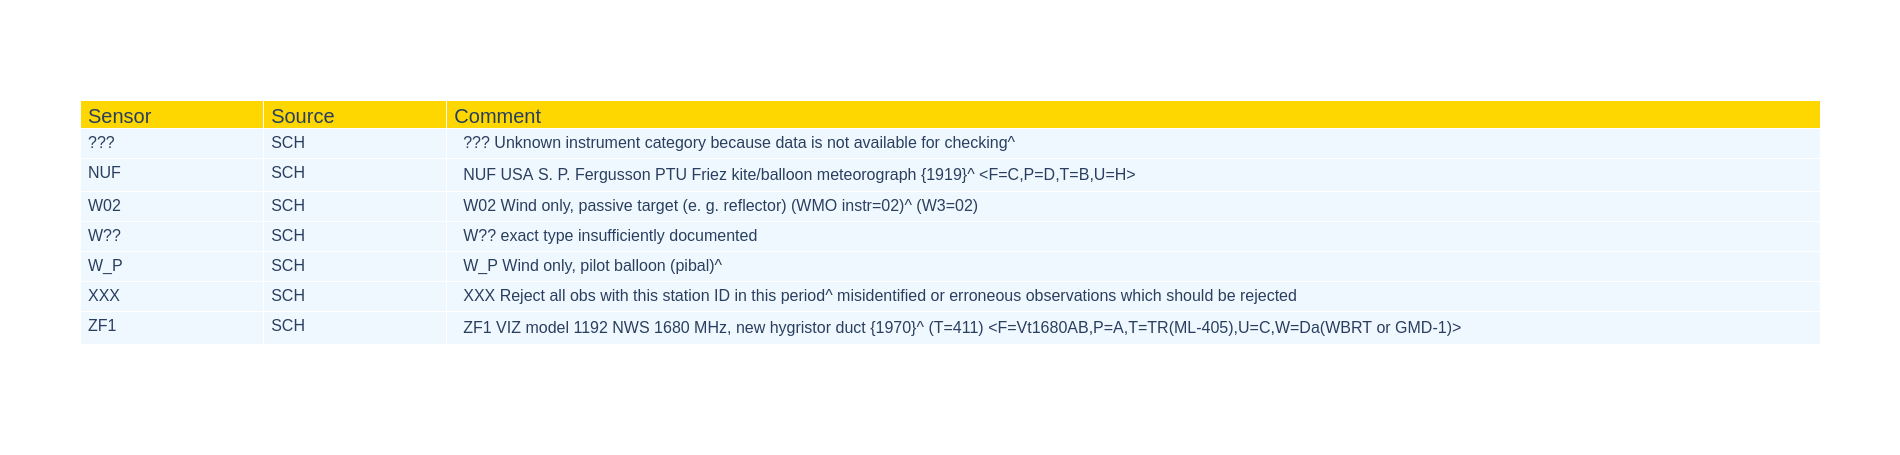 Sensor Source Comment
??? SCH ??? Unknown instrument category because data is not available for checking^
NUF SCH NUF USA S. P. Fergusson PTU Friez kite/balloon meteorograph {1919}^ <F=C,P=D,T=B,U=H>
W02 SCH W02 Wind only, passive target (e. g. reflector) (WMO instr=02)^ (W3=02)
W?? SCH W?? exact type insufficiently documented
W_P SCH W_P Wind only, pilot balloon (pibal)^
XXX SCH XXX Reject all obs with this station ID in this period^ misidentified or erroneous observations which should be rejected
ZF1 SCH ZF1 VIZ model 1192 NWS 1680 MHz, new hygristor duct {1970}^ (T=411) <F=Vt1680AB,P=A,T=TR(ML-405),U=C,W=Da(WBRT or GMD-1)>